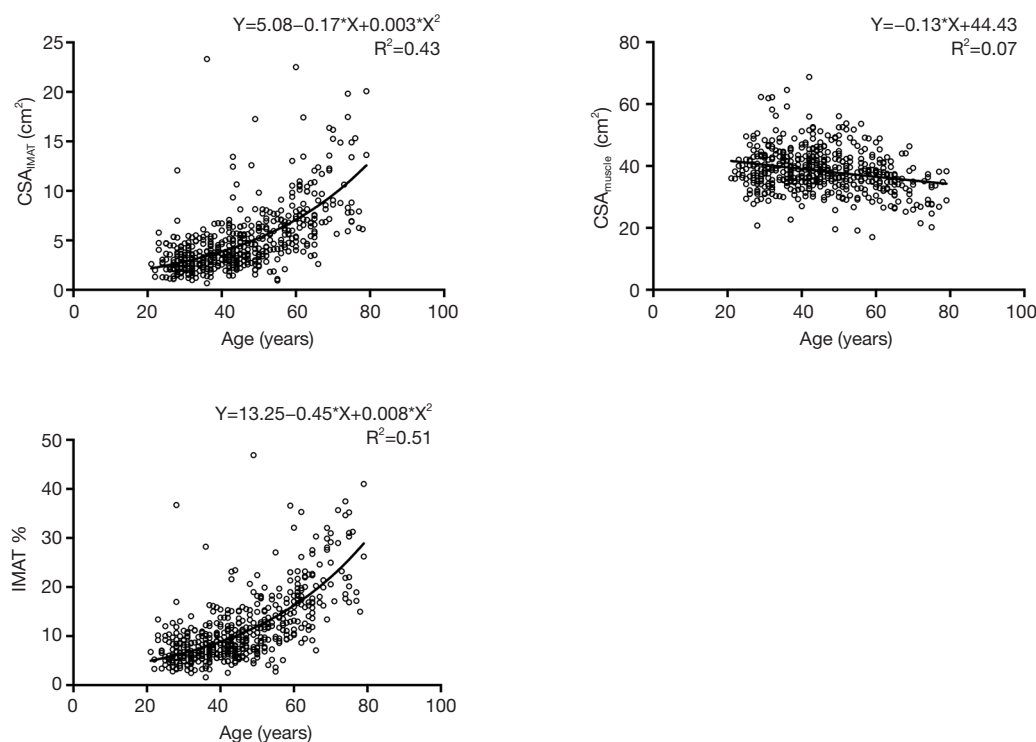 Y=5.08−0.17*X+0.003*X²
R²=0.43
25
20
15
10
5
0
CSA_IMAT (cm²)
0 20 40 60 80 100
Age (years)
Y=−0.13*X+44.43
R²=0.07
80
60
40
20
0
CSA_muscle (cm²)
0 20 40 60 80 100
Age (years)
Y=13.25−0.45*X+0.008*X²
R²=0.51
50
40
30
20
10
0
IMAT %
0 20 40 60 80 100
Age (years)